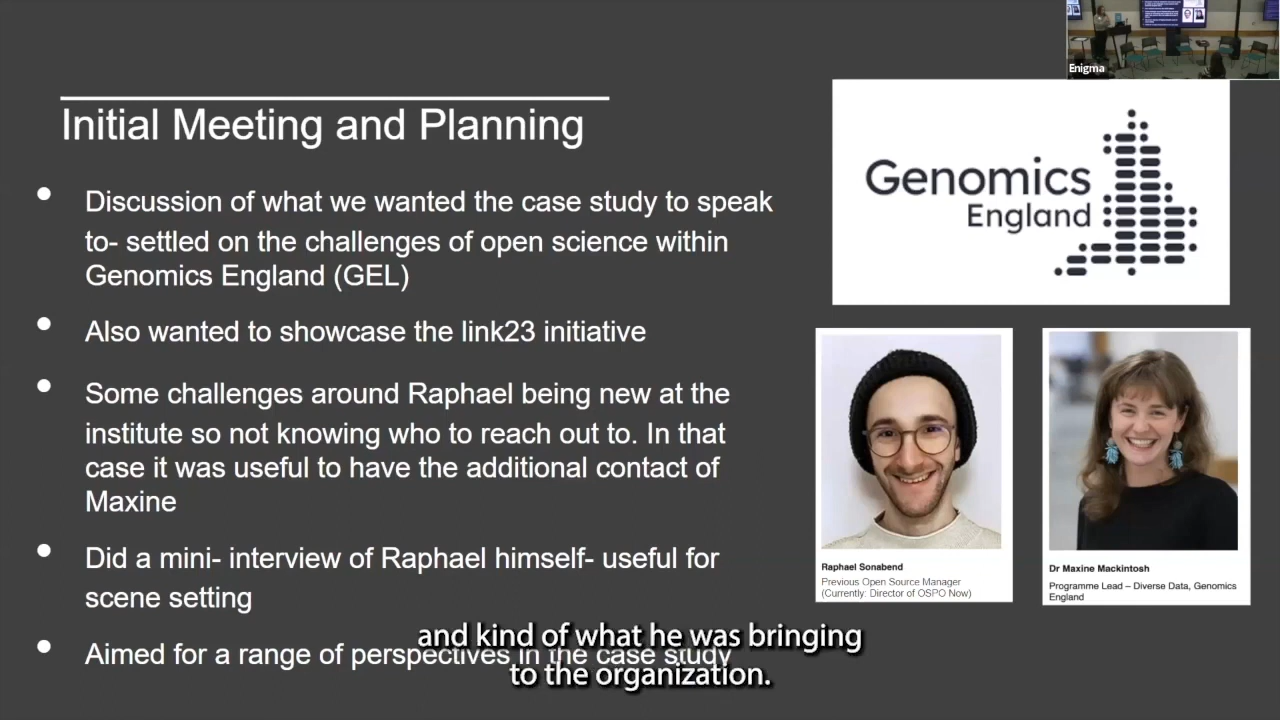 Enigma
Initial Meeting and Planning
Discussion of what we wanted the case study to speak
to- settled on the challenges of open science within
Genomics England (GEL)
Also wanted to showcase the link23 initiative
Some challenges around Raphael being new at the
institute so not knowing who to reach out to. In that
case it was useful to have the additional contact of
Maxine
Did a mini- interview of Raphael himself- useful for
scene setting
Aimed for a range of perspectives in the case study
Genomics
England
Raphael Sonabend
Previous Open Source Manager
(Currently: Director of OSPO Now)
Dr Maxine Mackintosh
Programme Lead – Diverse Data, Genomics
England
and kind of what he was bringing
to the organization.